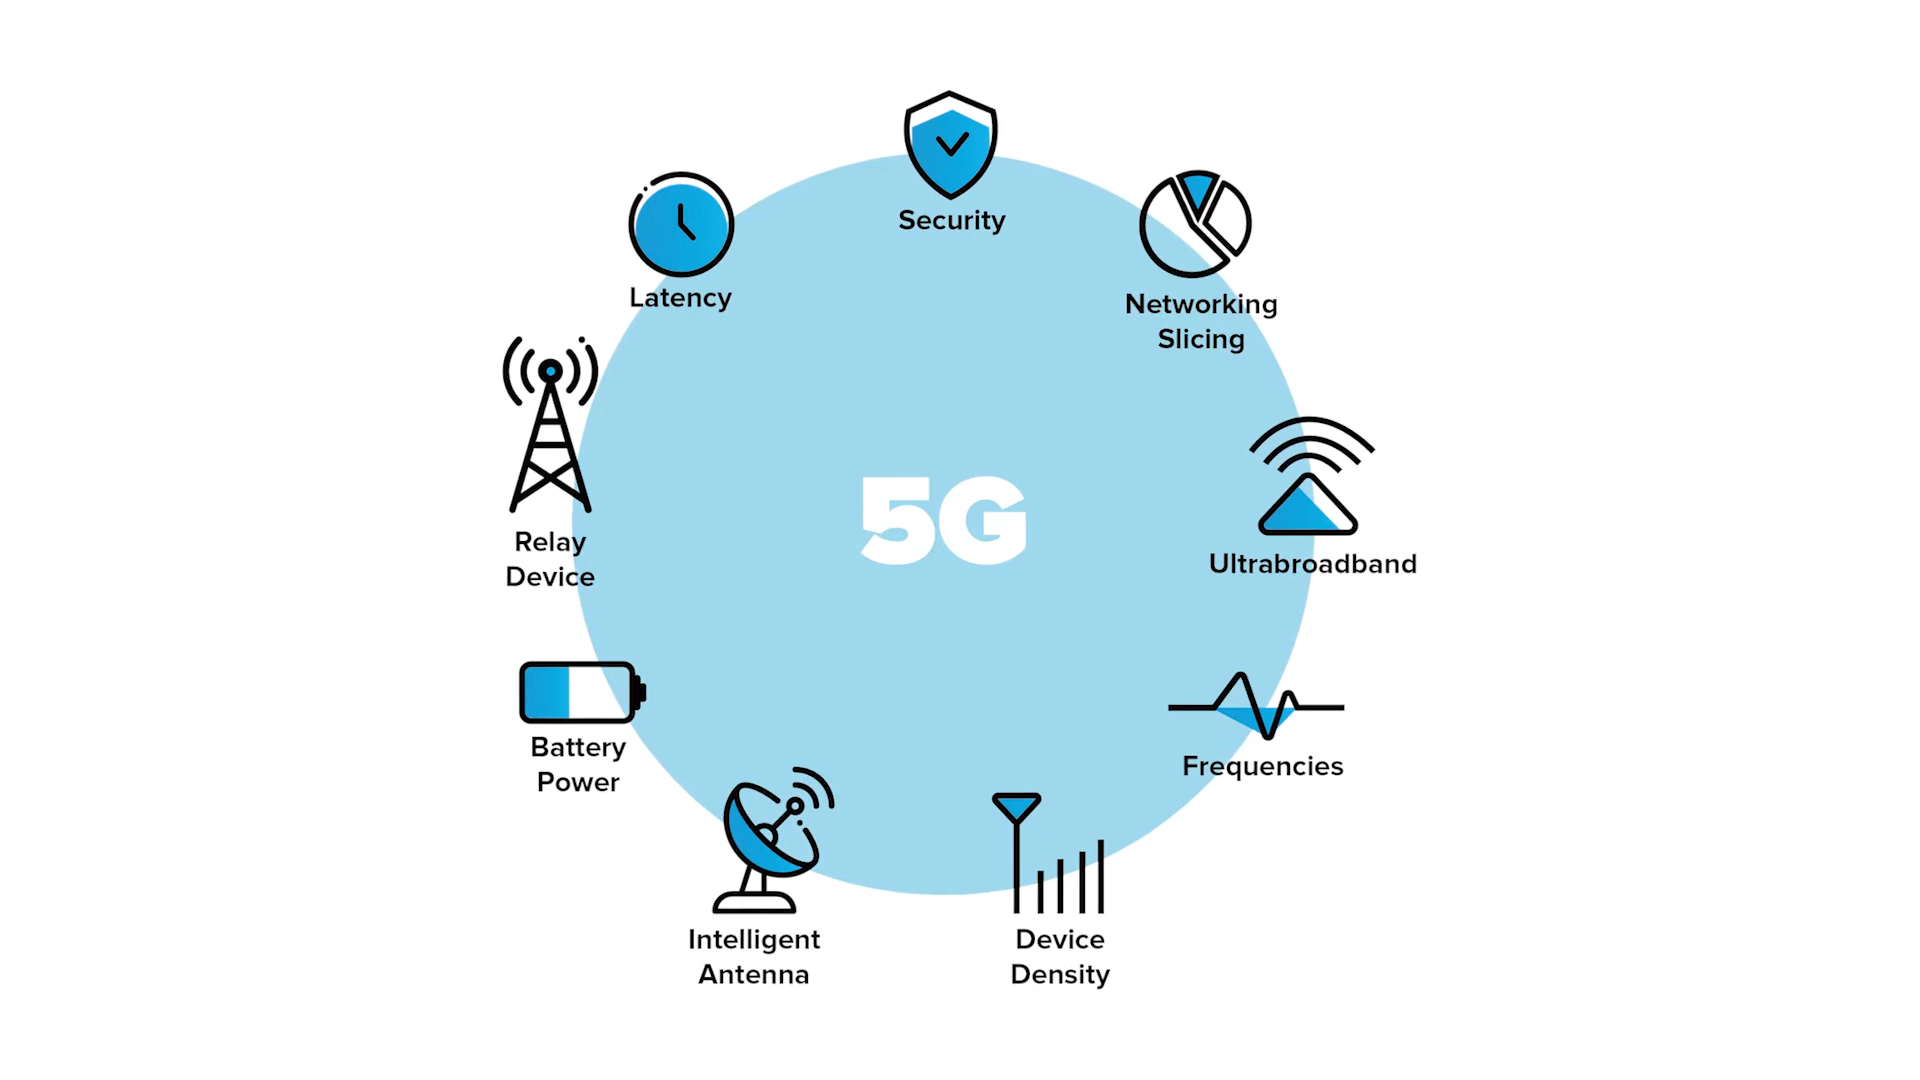 Security
Latency
Networking
Slicing
Relay
Device
5G
Ultrabroadband
Battery
Power
Frequencies
Intelligent
Antenna
Device
Density